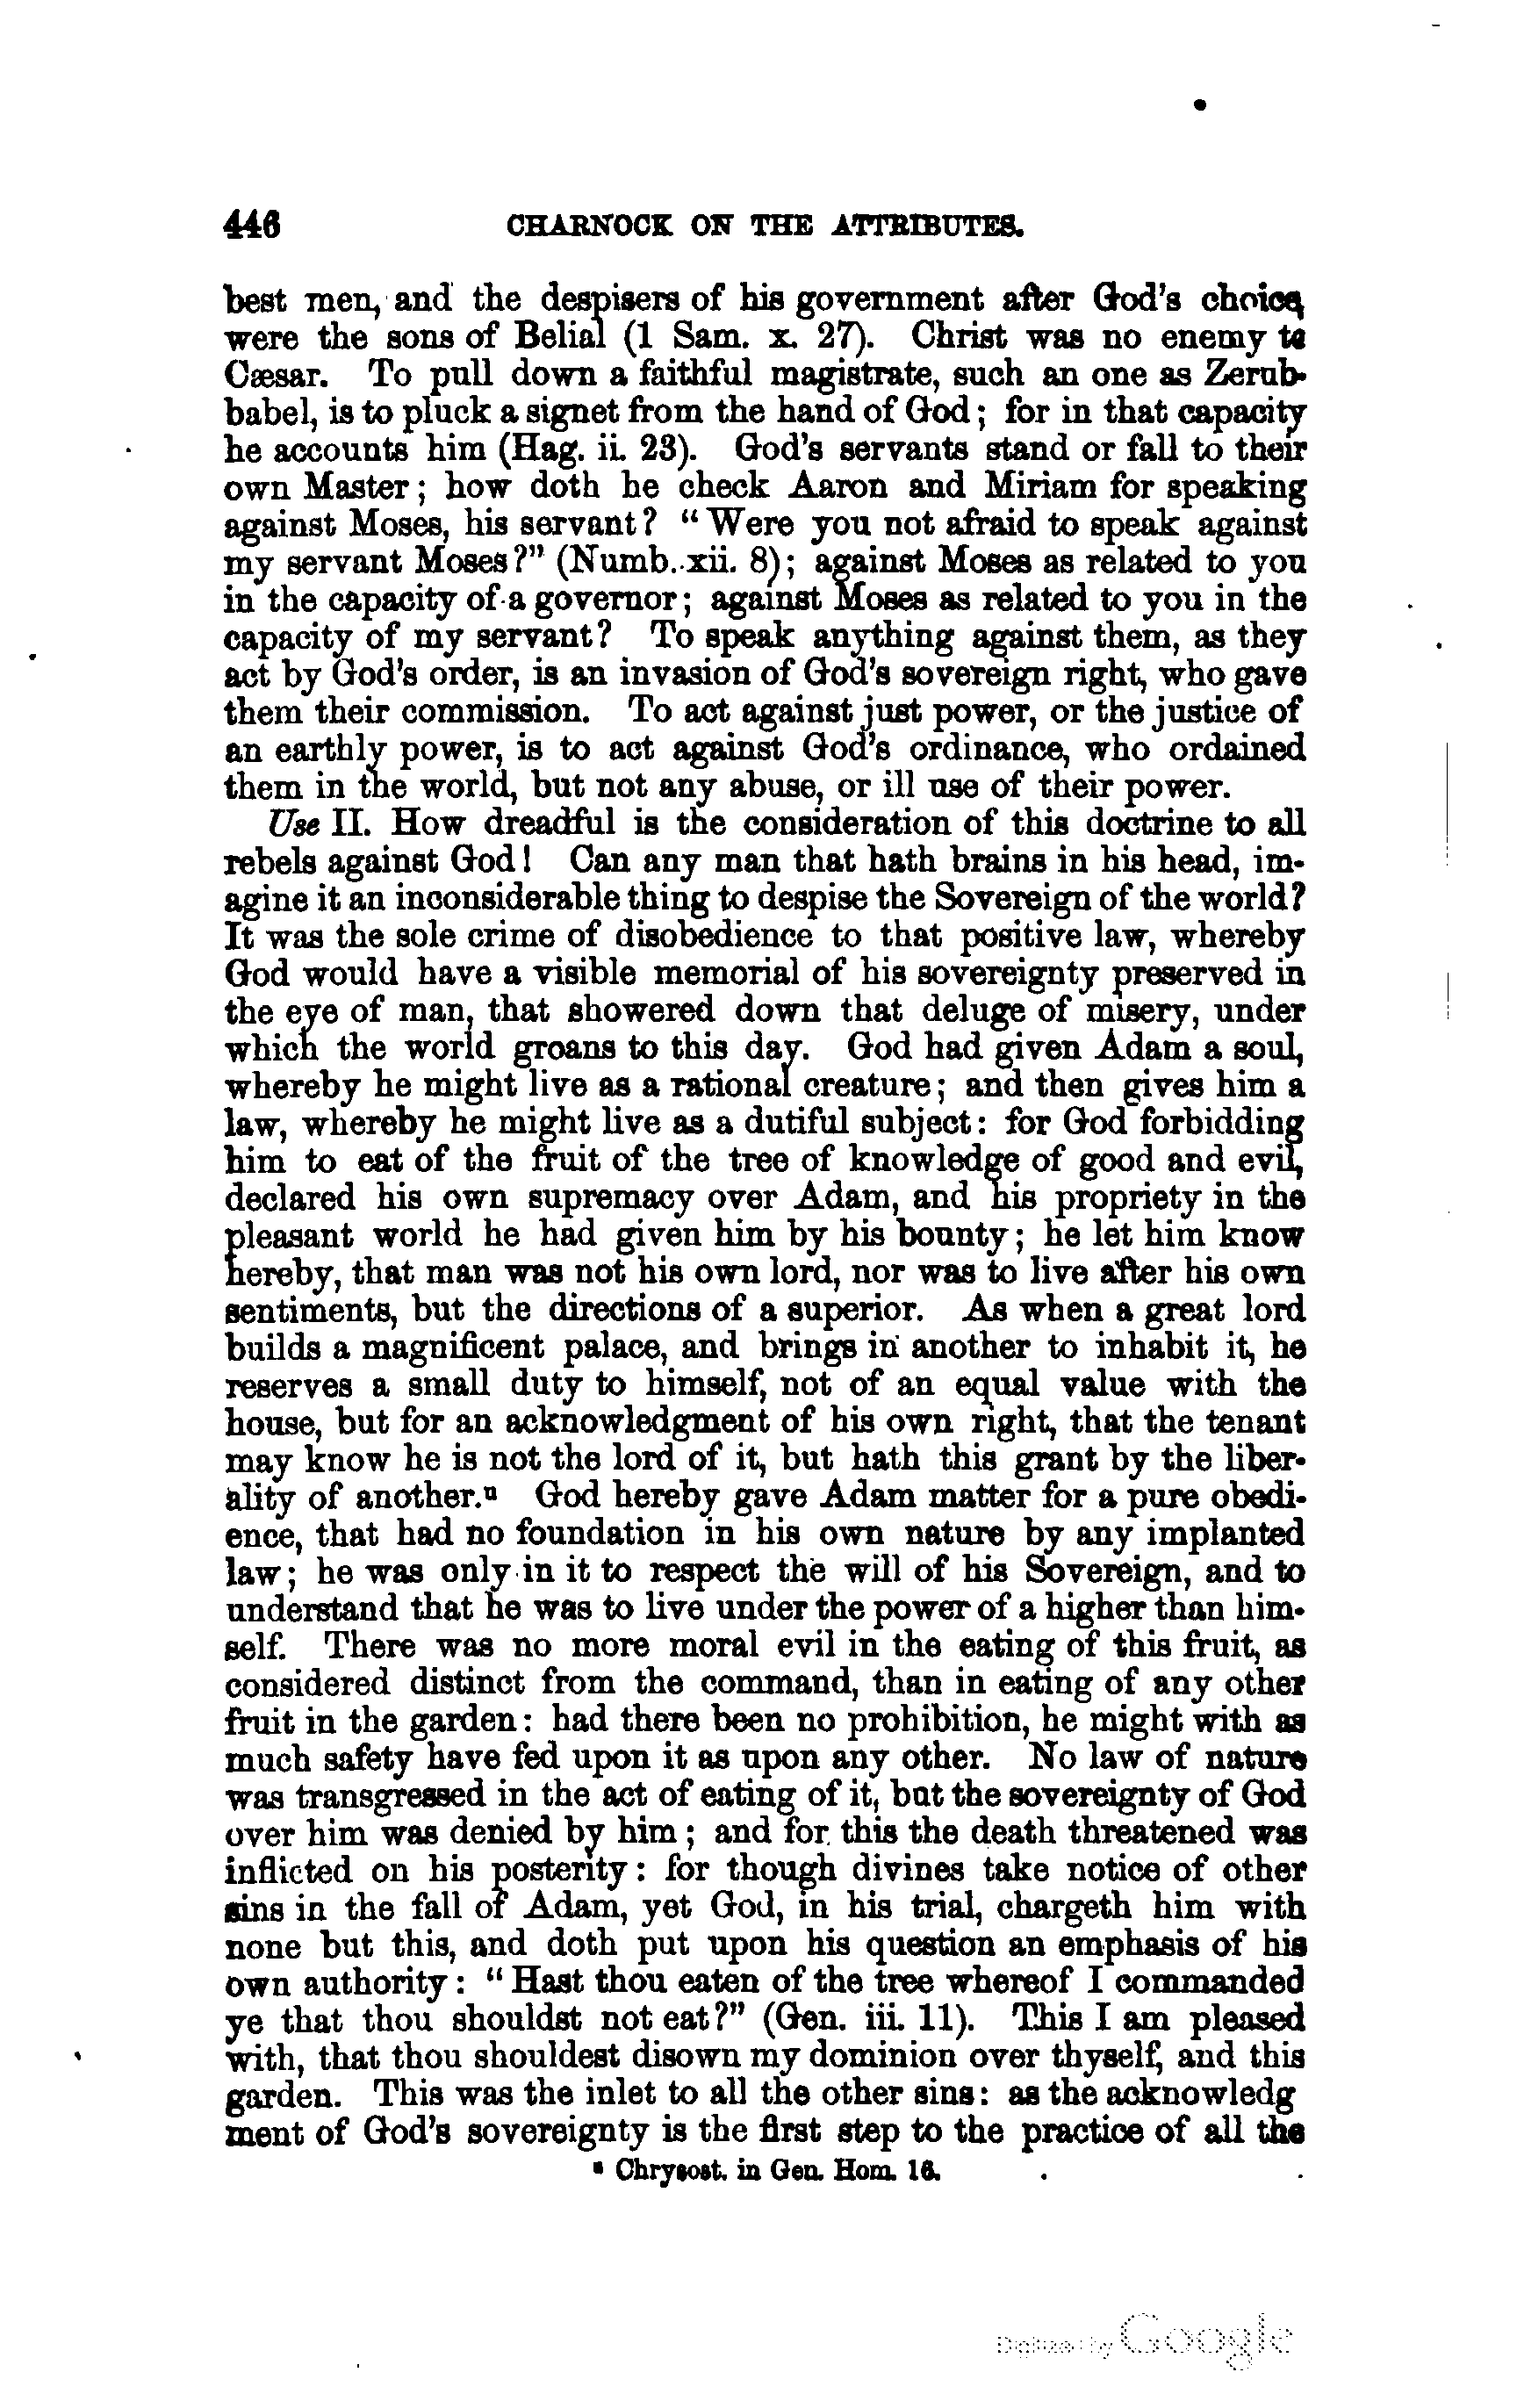 446 CHARNOCK ON THE ATTRIBUTES.
best men, and the despisers of his government after God's choice,
were the sons of Belial (1 Sam. x. 27). Christ was no enemy to
Cæsar. To pull down a faithful magistrate, such an one as Zerub-
babel, is to pluck a signet from the hand of God; for in that capacity
he accounts him (Hag. ii. 23). God's servants stand or fall to their
own Master; how doth he check Aaron and Miriam for speaking
against Moses, his servant? "Were you not afraid to speak against
my servant Moses?" (Numb. xii. 8); against Moses as related to you
in the capacity of a governor; against Moses as related to you in the
capacity of my servant? To speak anything against them, as they
act by God's order, is an invasion of God's sovereign right, who gave
them their commission. To act against just power, or the justice of
an earthly power, is to act against God's ordinance, who ordained
them in the world, but not any abuse, or ill use of their power.
Use II. How dreadful is the consideration of this doctrine to all
rebels against God! Can any man that hath brains in his head, im-
agine it an inconsiderable thing to despise the Sovereign of the world?
It was the sole crime of disobedience to that positive law, whereby
God would have a visible memorial of his sovereignty preserved in
the eye of man, that showered down that deluge of misery, under
which the world groans to this day. God had given Adam a soul,
whereby he might live as a rational creature; and then gives him a
law, whereby he might live as a dutiful subject: for God forbidding
him to eat of the fruit of the tree of knowledge of good and evil,
declared his own supremacy over Adam, and his propriety in the
pleasant world he had given him by his bounty; he let him know
hereby, that man was not his own lord, nor was to live after his own
sentiments, but the directions of a superior. As when a great lord
builds a magnificent palace, and brings in another to inhabit it, he
reserves a small duty to himself, not of an equal value with the
house, but for an acknowledgment of his own right, that the tenant
may know he is not the lord of it, but hath this grant by the liber-
ality of another.ⁿ God hereby gave Adam matter for a pure obedi-
ence, that had no foundation in his own nature by any implanted
law; he was only in it to respect the will of his Sovereign, and to
understand that he was to live under the power of a higher than him-
self. There was no more moral evil in the eating of this fruit, as
considered distinct from the command, than in eating of any other
fruit in the garden: had there been no prohibition, he might with as
much safety have fed upon it as upon any other. No law of nature
was transgressed in the act of eating of it, but the sovereignty of God
over him was denied by him; and for this the death threatened was
inflicted on his posterity: for though divines take notice of other
sins in the fall of Adam, yet God, in his trial, chargeth him with
none but this, and doth put upon his question an emphasis of his
own authority: "Hast thou eaten of the tree whereof I commanded
ye that thou shouldst not eat?" (Gen. iii. 11). This I am pleased
with, that thou shouldest disown my dominion over thyself, and this
garden. This was the inlet to all the other sins: as the acknowledg
ment of God's sovereignty is the first step to the practice of all the
ⁿ Chrysost. in Gen. Hom. 16.
Digitized by Google